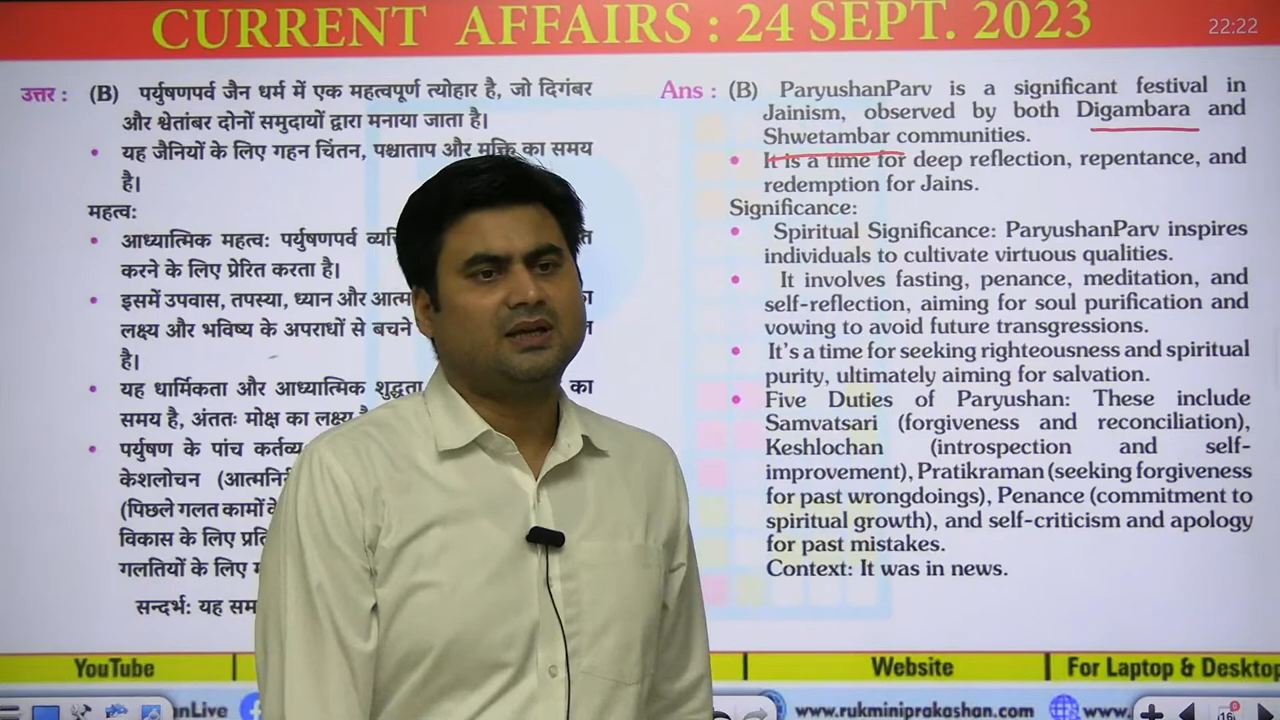 CURRENT AFFAIRS : 24 SEPT. 2023
22:22
उत्तर : (B) पर्युषणपर्व जैन धर्म में एक महत्वपूर्ण त्योहार है, जो दिगंबर
और श्वेतांबर दोनों समुदायों द्वारा मनाया जाता है।
• यह जैनियों के लिए गहन चिंतन, पश्चाताप और मुक्ति का समय
है।
महत्व:
• आध्यात्मिक महत्व: पर्युषणपर्व
करने के लिए प्रेरित करता है।
• इसमें उपवास, तपस्या, ध्यान और
लक्ष्य और भविष्य के अपराधों से बचने
है।
• यह धार्मिकता और आध्यात्मिक शुद्धता का
समय है, अंततः मोक्ष का लक्ष्य
• पर्युषण के पांच कर्तव्य
केशलोचन
(पिछले गलत कामों
विकास के लिए
गलतियों के लिए
सन्दर्भ: यह
Ans : (B) ParyushanParv is a significant festival in
Jainism, observed by both Digambara and
Shwetambar communities.
• It is a time for deep reflection, repentance, and
redemption for Jains.
Significance:
• Spiritual Significance: ParyushanParv inspires
individuals to cultivate virtuous qualities.
• It involves fasting, penance, meditation, and
self-reflection, aiming for soul purification and
vowing to avoid future transgressions.
• It's a time for seeking righteousness and spiritual
purity, ultimately aiming for salvation.
• Five Duties of Paryushan: These include
Samvatsari (forgiveness and reconciliation),
Keshlochan (introspection and self-
improvement), Pratikraman (seeking forgiveness
for past wrongdoings), Penance (commitment to
spiritual growth), and self-criticism and apology
for past mistakes.
Context: It was in news.
YouTube
Website
For Laptop & Desktop
nLive
www.rukminiprakashan.com
www.
16